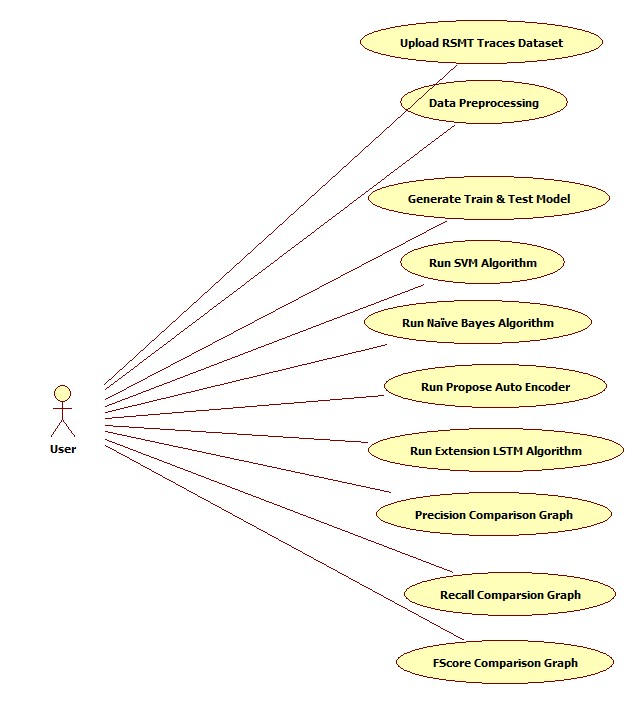 Upload RSMT Traces Dataset
Data Preprocessing
Generate Train & Test Model
Run SVM Algorithm
Run Naïve Bayes Algorithm
Run Propose Auto Encoder
User
Run Extension LSTM Algorithm
Precision Comparison Graph
Recall Comparsion Graph
FScore Comparison Graph